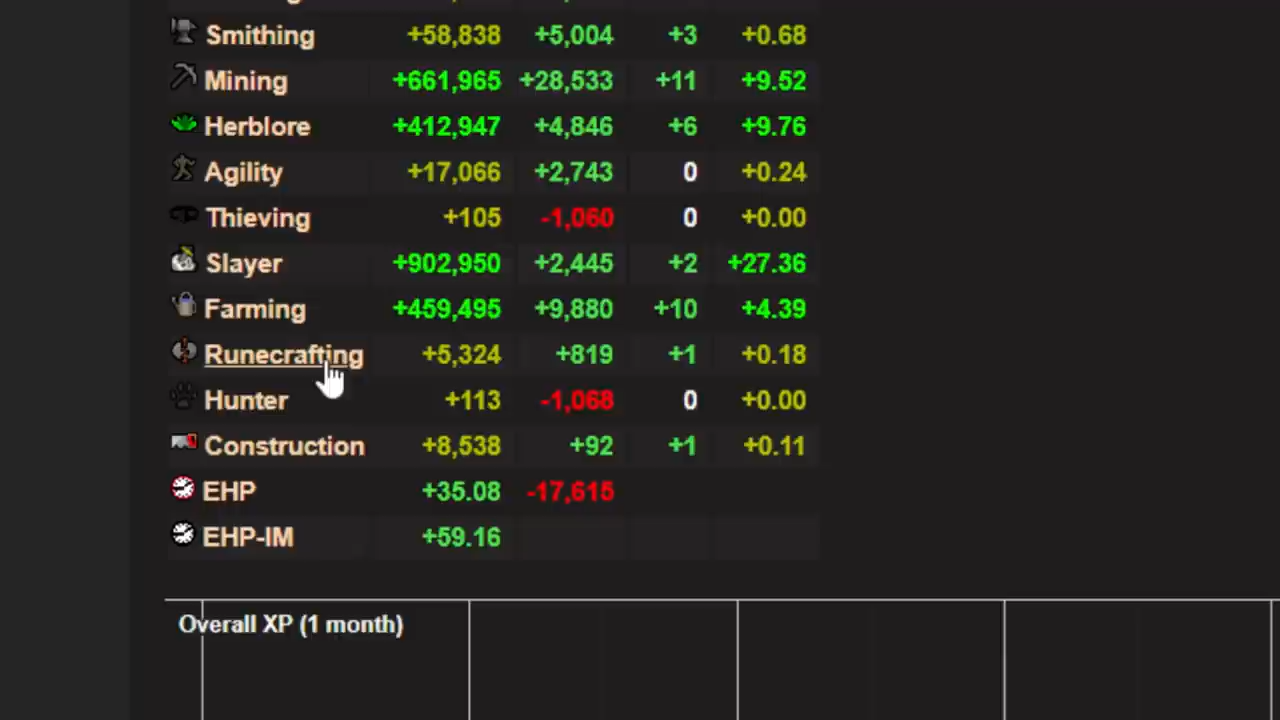 Smithing +58,838 +5,004 +3 +0.68
Mining +661,965 +28,533 +11 +9.52
Herblore +412,947 +4,846 +6 +9.76
Agility +17,066 +2,743 0 +0.24
Thieving +105 -1,060 0 +0.00
Slayer +902,950 +2,445 +2 +27.36
Farming +459,495 +9,880 +10 +4.39
Runecrafting +5,324 +819 +1 +0.18
Hunter +113 -1,068 0 +0.00
Construction +8,538 +92 +1 +0.11
EHP +35.08 -17,615
EHP-IM +59.16
Overall XP (1 month)